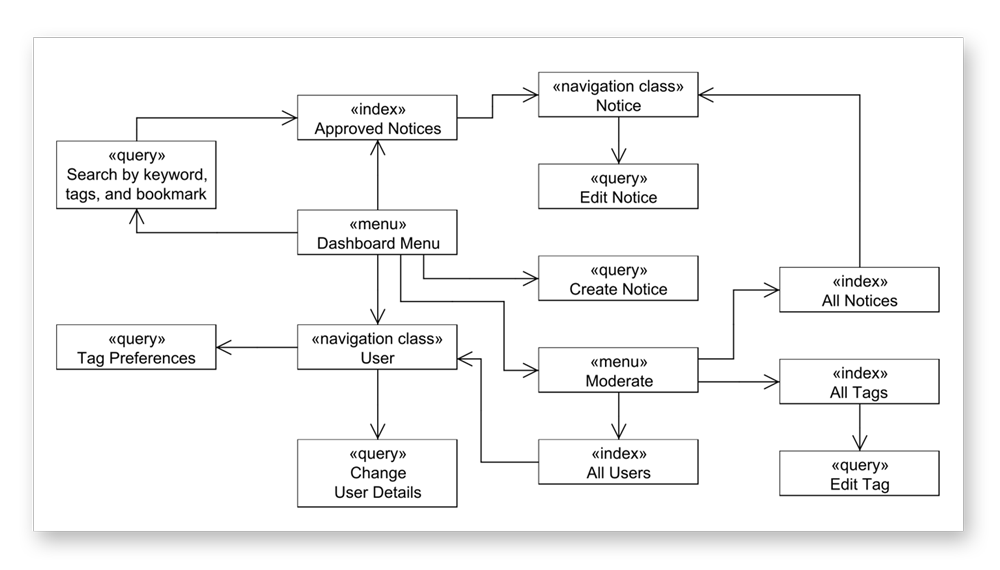 «navigation class»
Notice
«index»
Approved Notices
«query»
Search by keyword,
tags, and bookmark
«query»
Edit Notice
«menu»
Dashboard Menu
«query»
Create Notice
«index»
All Notices
«query»
Tag Preferences
«navigation class»
User
«menu»
Moderate
«index»
All Tags
«query»
Change
User Details
«index»
All Users
«query»
Edit Tag